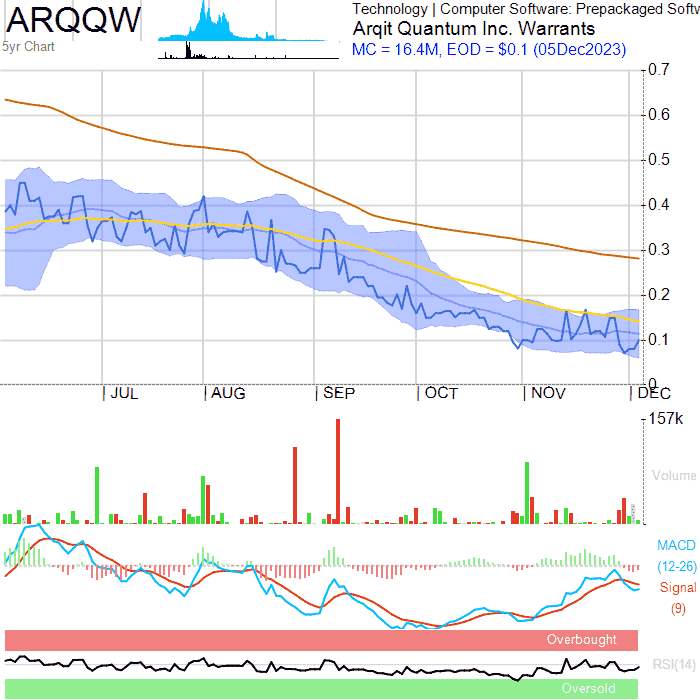 ARQQW
5yr Chart
Technology | Computer Software: Prepackaged Softw
Arqit Quantum Inc. Warrants
MC = 16.4M, EOD = $0.1 (05Dec2023)
0.7
0.6
0.5
0.4
0.3
0.2
0.1
0
JUL
AUG
SEP
OCT
NOV
DEC
157k
Volume
MACD
(12-26)
Signal
(9)
Overbought
RSI(14)
Oversold